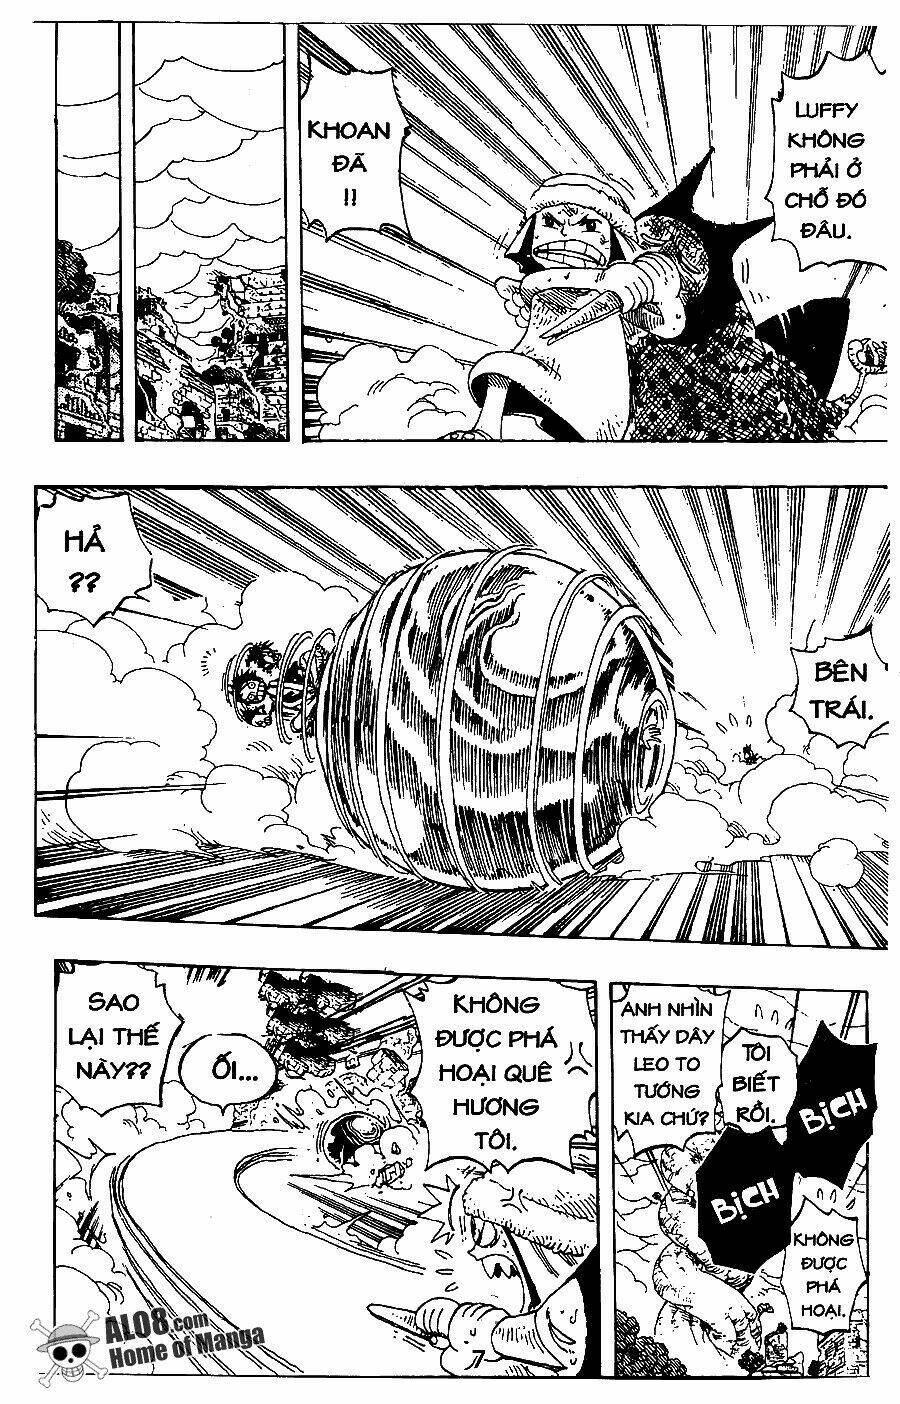 LUFFY
KHÔNG
PHẢI Ở
CHỖ ĐÓ
ĐÂU.
KHOAN
ĐÃ
!!
BÊN
TRÁI.
HẢ
??
ANH NHÌN
THẤY DÂY
LEO TO
TƯỚNG
KIA CHỨ?
TÔI
BIẾT
RỒI.
BỊCH
BỊCH
KHÔNG
ĐƯỢC
PHÁ
HOẠI.
KHÔNG
ĐƯỢC PHÁ
HOẠI QUÊ
HƯƠNG
TÔI.
ỐI...
SAO
LẠI THẾ
NÀY??
7
ALO8.com
Home of Manga